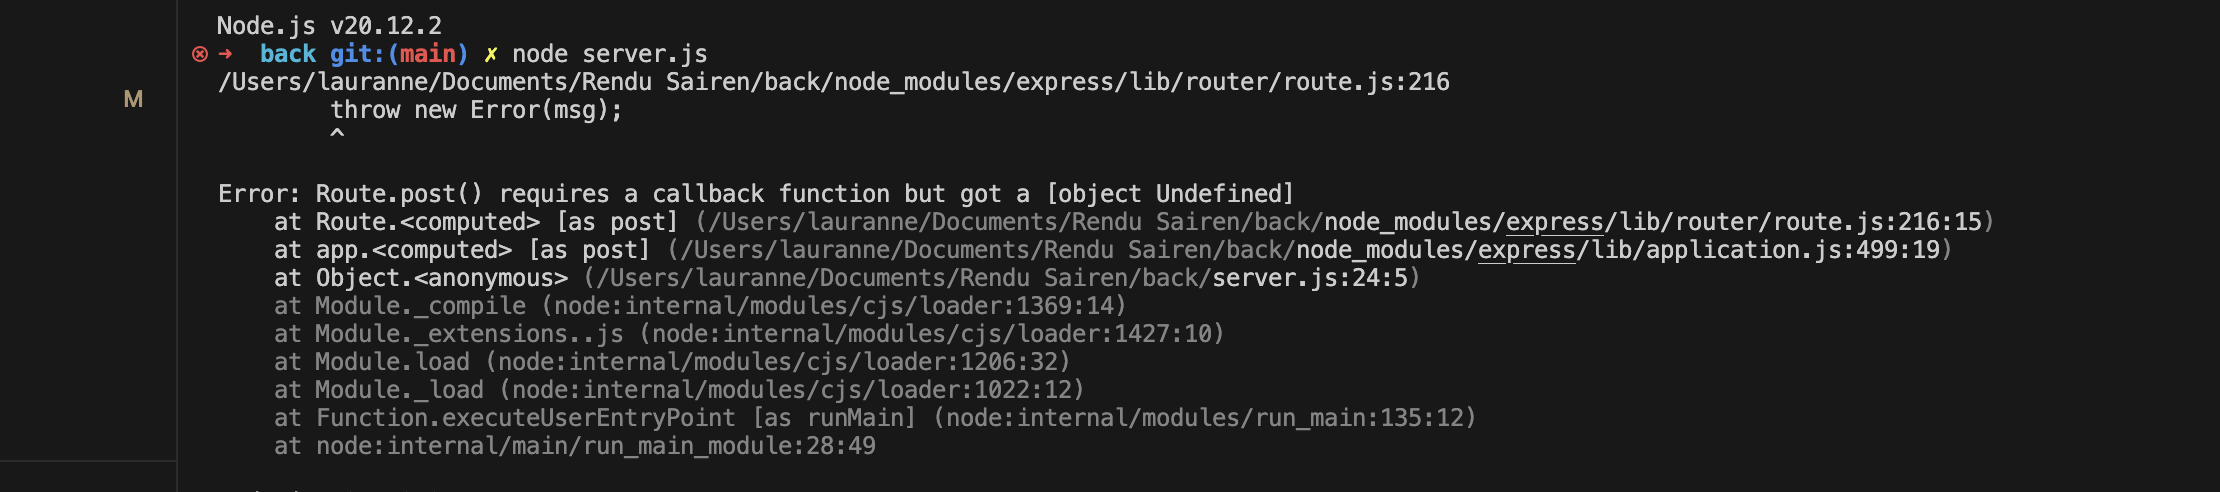 Node.js v20.12.2
➜ back git:(main) ✗ node server.js
/Users/lauranne/Documents/Rendu Sairen/back/node_modules/express/lib/router/route.js:216
M
throw new Error(msg);
^
Error: Route.post() requires a callback function but got a [object Undefined]
at Route.<computed> [as post] (/Users/lauranne/Documents/Rendu Sairen/back/node_modules/express/lib/router/route.js:216:15)
at app.<computed> [as post] (/Users/lauranne/Documents/Rendu Sairen/back/node_modules/express/lib/application.js:499:19)
at Object.<anonymous> (/Users/lauranne/Documents/Rendu Sairen/back/server.js:24:5)
at Module._compile (node:internal/modules/cjs/loader:1369:14)
at Module._extensions..js (node:internal/modules/cjs/loader:1427:10)
at Module.load (node:internal/modules/cjs/loader:1206:32)
at Module._load (node:internal/modules/cjs/loader:1022:12)
at Function.executeUserEntryPoint [as runMain] (node:internal/modules/run_main:135:12)
at node:internal/main/run_main_module:28:49